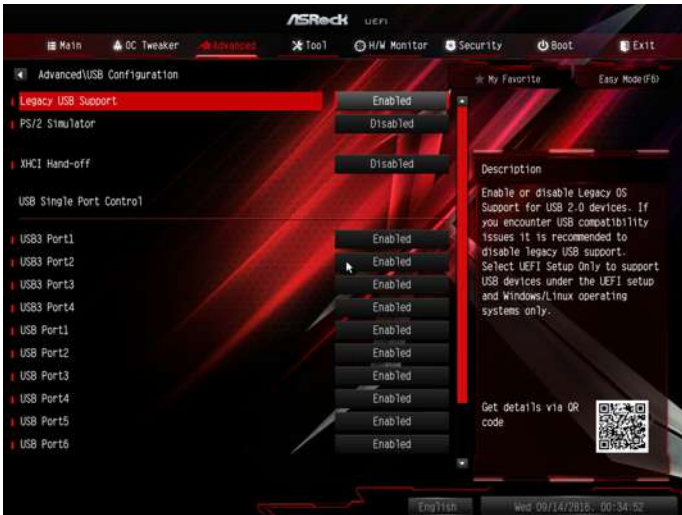 ASRock UEFI
Main OC Tweaker Advanced Tool H/W Monitor Security Boot Exit
Advanced\USB Configuration
My Favorite Easy Mode(F6)
Legacy USB Support Enabled
PS/2 Simulator Disabled
XHCI Hand-off Disabled
USB Single Port Control
USB3 Port1 Enabled
USB3 Port2 Enabled
USB3 Port3 Enabled
USB3 Port4 Enabled
USB Port1 Enabled
USB Port2 Enabled
USB Port3 Enabled
USB Port4 Enabled
USB Port5 Enabled
USB Port6 Enabled
Description
Enable or disable Legacy OS
Support for USB 2.0 devices. If
you encounter USB compatibility
issues it is recommended to
disable legacy USB support.
Select UEFI Setup Only to support
USB devices under the UEFI setup
and Windows/Linux operating
systems only.
Get details via QR
code
English Wed 09/14/2816. 00:34:52